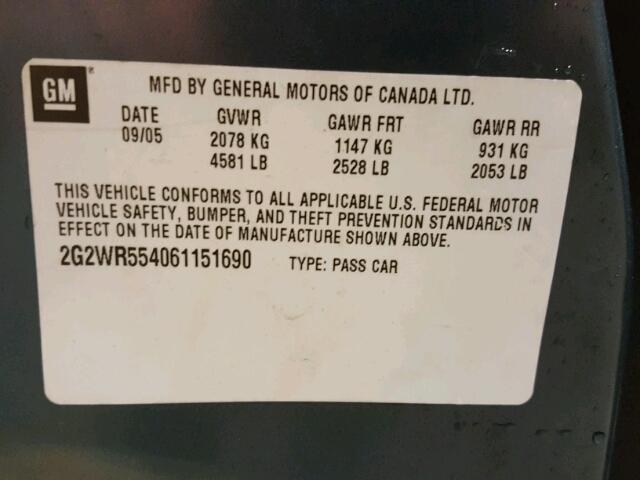 GM®
MFD BY GENERAL MOTORS OF CANADA LTD.
DATE GVWR GAWR FRT GAWR RR
09/05 2078 KG 1147 KG 931 KG
4581 LB 2528 LB 2053 LB
THIS VEHICLE CONFORMS TO ALL APPLICABLE U.S. FEDERAL MOTOR
VEHICLE SAFETY, BUMPER, AND THEFT PREVENTION STANDARDS IN
EFFECT ON THE DATE OF MANUFACTURE SHOWN ABOVE.
2G2WR554061151690 TYPE: PASS CAR